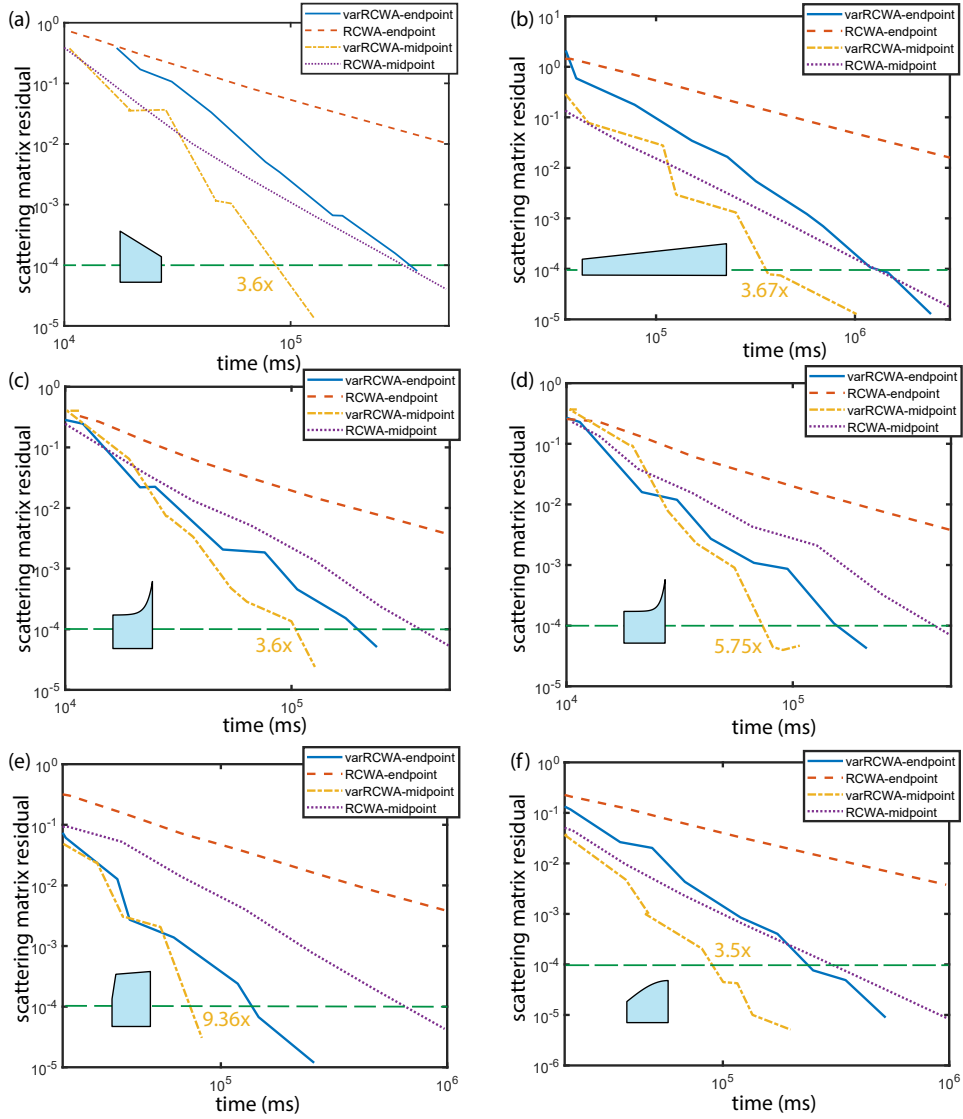 (a)
scattering matrix residual
10^0
10^-1
10^-2
10^-3
10^-4
10^-5
varRCWA-endpoint
RCWA-endpoint
varRCWA-midpoint
RCWA-midpoint
3.6x
10^4
10^5
time (ms)
(b)
scattering matrix residual
10^1
10^0
10^-1
10^-2
10^-3
10^-4
10^-5
varRCWA-endpoint
RCWA-endpoint
varRCWA-midpoint
RCWA-midpoint
3.67x
10^5
10^6
time (ms)
(c)
scattering matrix residual
10^0
10^-1
10^-2
10^-3
10^-4
10^-5
varRCWA-endpoint
RCWA-endpoint
varRCWA-midpoint
RCWA-midpoint
3.6x
10^4
10^5
time (ms)
(d)
scattering matrix residual
10^0
10^-1
10^-2
10^-3
10^-4
10^-5
varRCWA-endpoint
RCWA-endpoint
varRCWA-midpoint
RCWA-midpoint
5.75x
10^4
10^5
time (ms)
(e)
scattering matrix residual
10^0
10^-1
10^-2
10^-3
10^-4
10^-5
varRCWA-endpoint
RCWA-endpoint
varRCWA-midpoint
RCWA-midpoint
9.36x
10^5
10^6
time (ms)
(f)
scattering matrix residual
10^0
10^-1
10^-2
10^-3
10^-4
10^-5
10^-6
varRCWA-endpoint
RCWA-endpoint
varRCWA-midpoint
RCWA-midpoint
3.5x
10^5
10^6
time (ms)